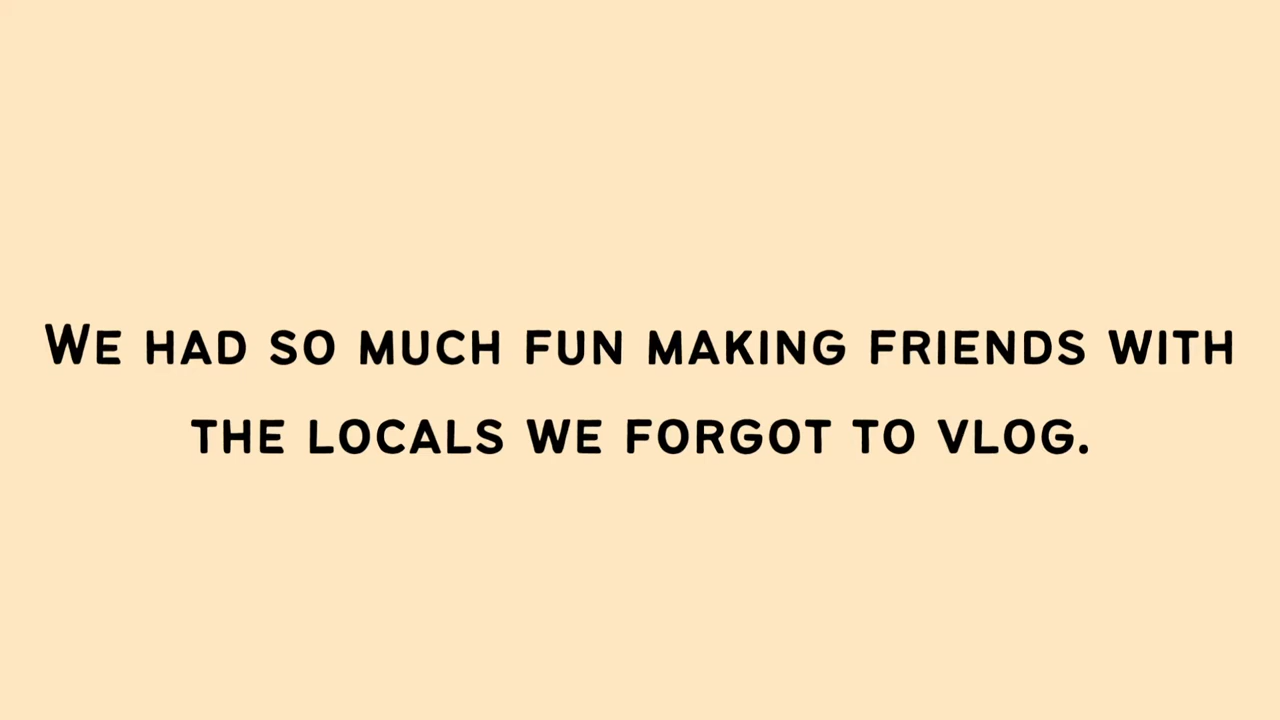 We had so much fun making friends with
the locals we forgot to vlog.